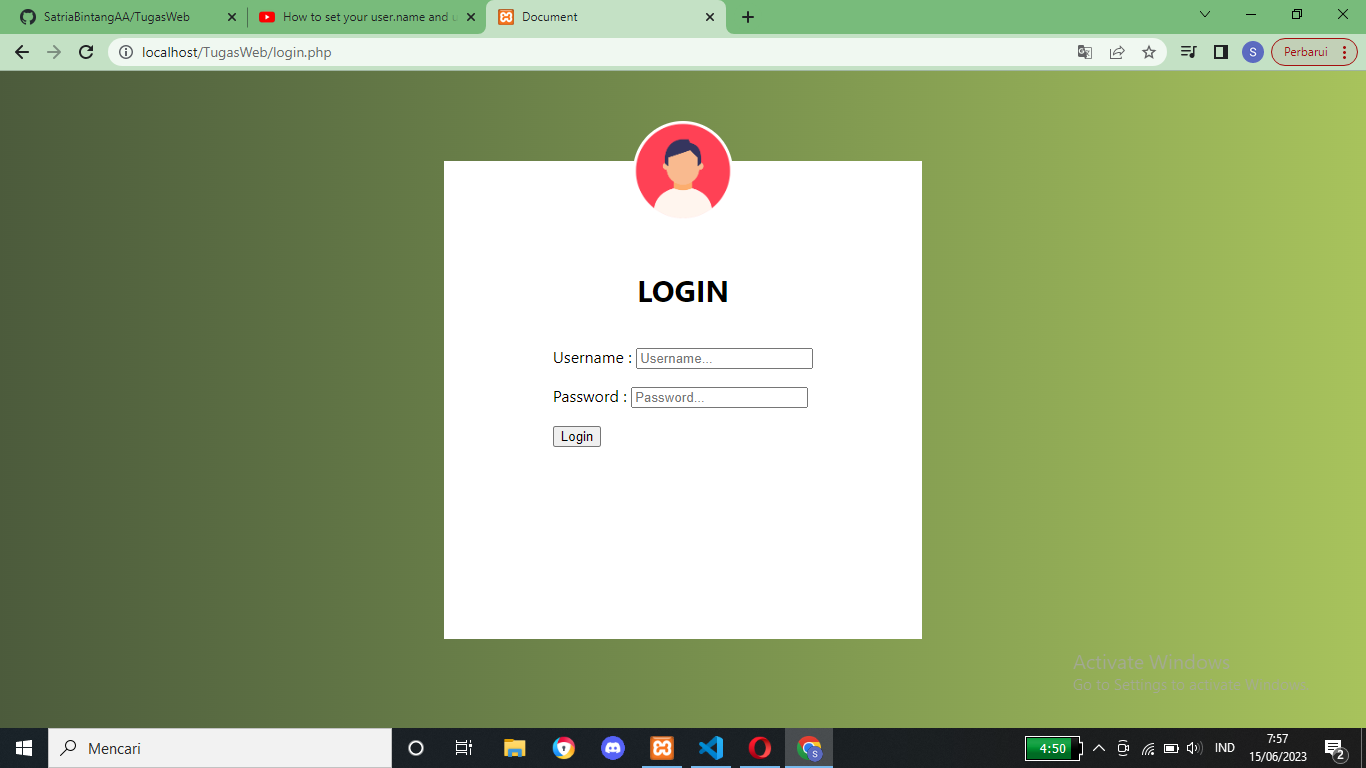 SatriaBintangAA/TugasWeb
How to set your user.name and u
Document
localhost/TugasWeb/login.php
S
Perbarui
LOGIN
Username : Username...
Password : Password...
Login
Activate Windows
Go to Settings to activate Windows.
Mencari
S
4:50
IND
7:57
15/06/2023
2